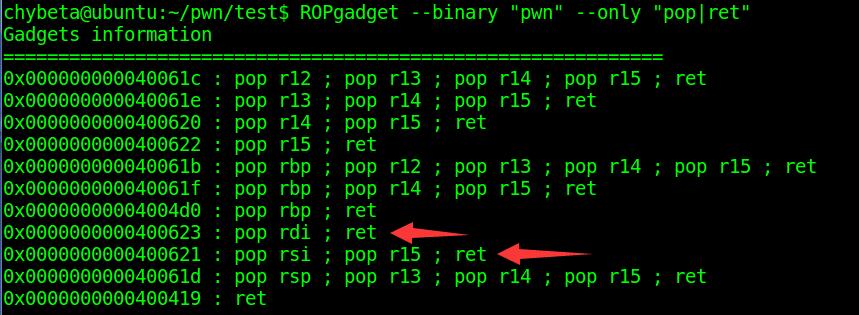 chybeta@ubuntu:~/pwn/test$ ROPgadget --binary "pwn" --only "pop|ret"
Gadgets information
============================================================
0x000000000040061c : pop r12 ; pop r13 ; pop r14 ; pop r15 ; ret
0x000000000040061e : pop r13 ; pop r14 ; pop r15 ; ret
0x0000000000400620 : pop r14 ; pop r15 ; ret
0x0000000000400622 : pop r15 ; ret
0x000000000040061b : pop rbp ; pop r12 ; pop r13 ; pop r14 ; pop r15 ; ret
0x000000000040061f : pop rbp ; pop r14 ; pop r15 ; ret
0x00000000004004d0 : pop rbp ; ret
0x0000000000400623 : pop rdi ; ret
0x0000000000400621 : pop rsi ; pop r15 ; ret
0x000000000040061d : pop rsp ; pop r13 ; pop r14 ; pop r15 ; ret
0x0000000000400419 : ret